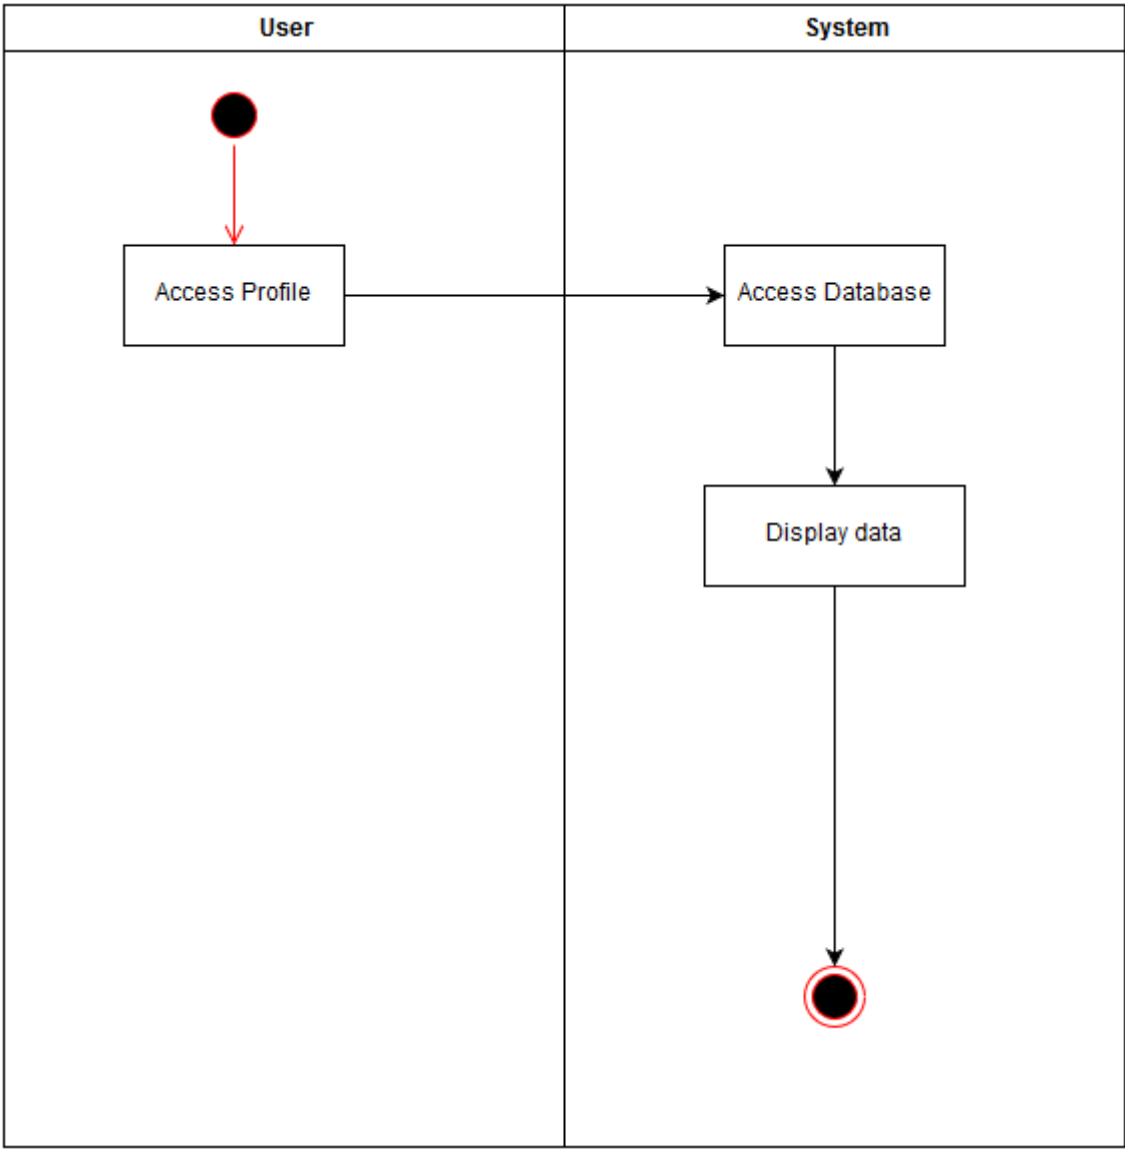 User
System
Access Profile
Access Database
Display data